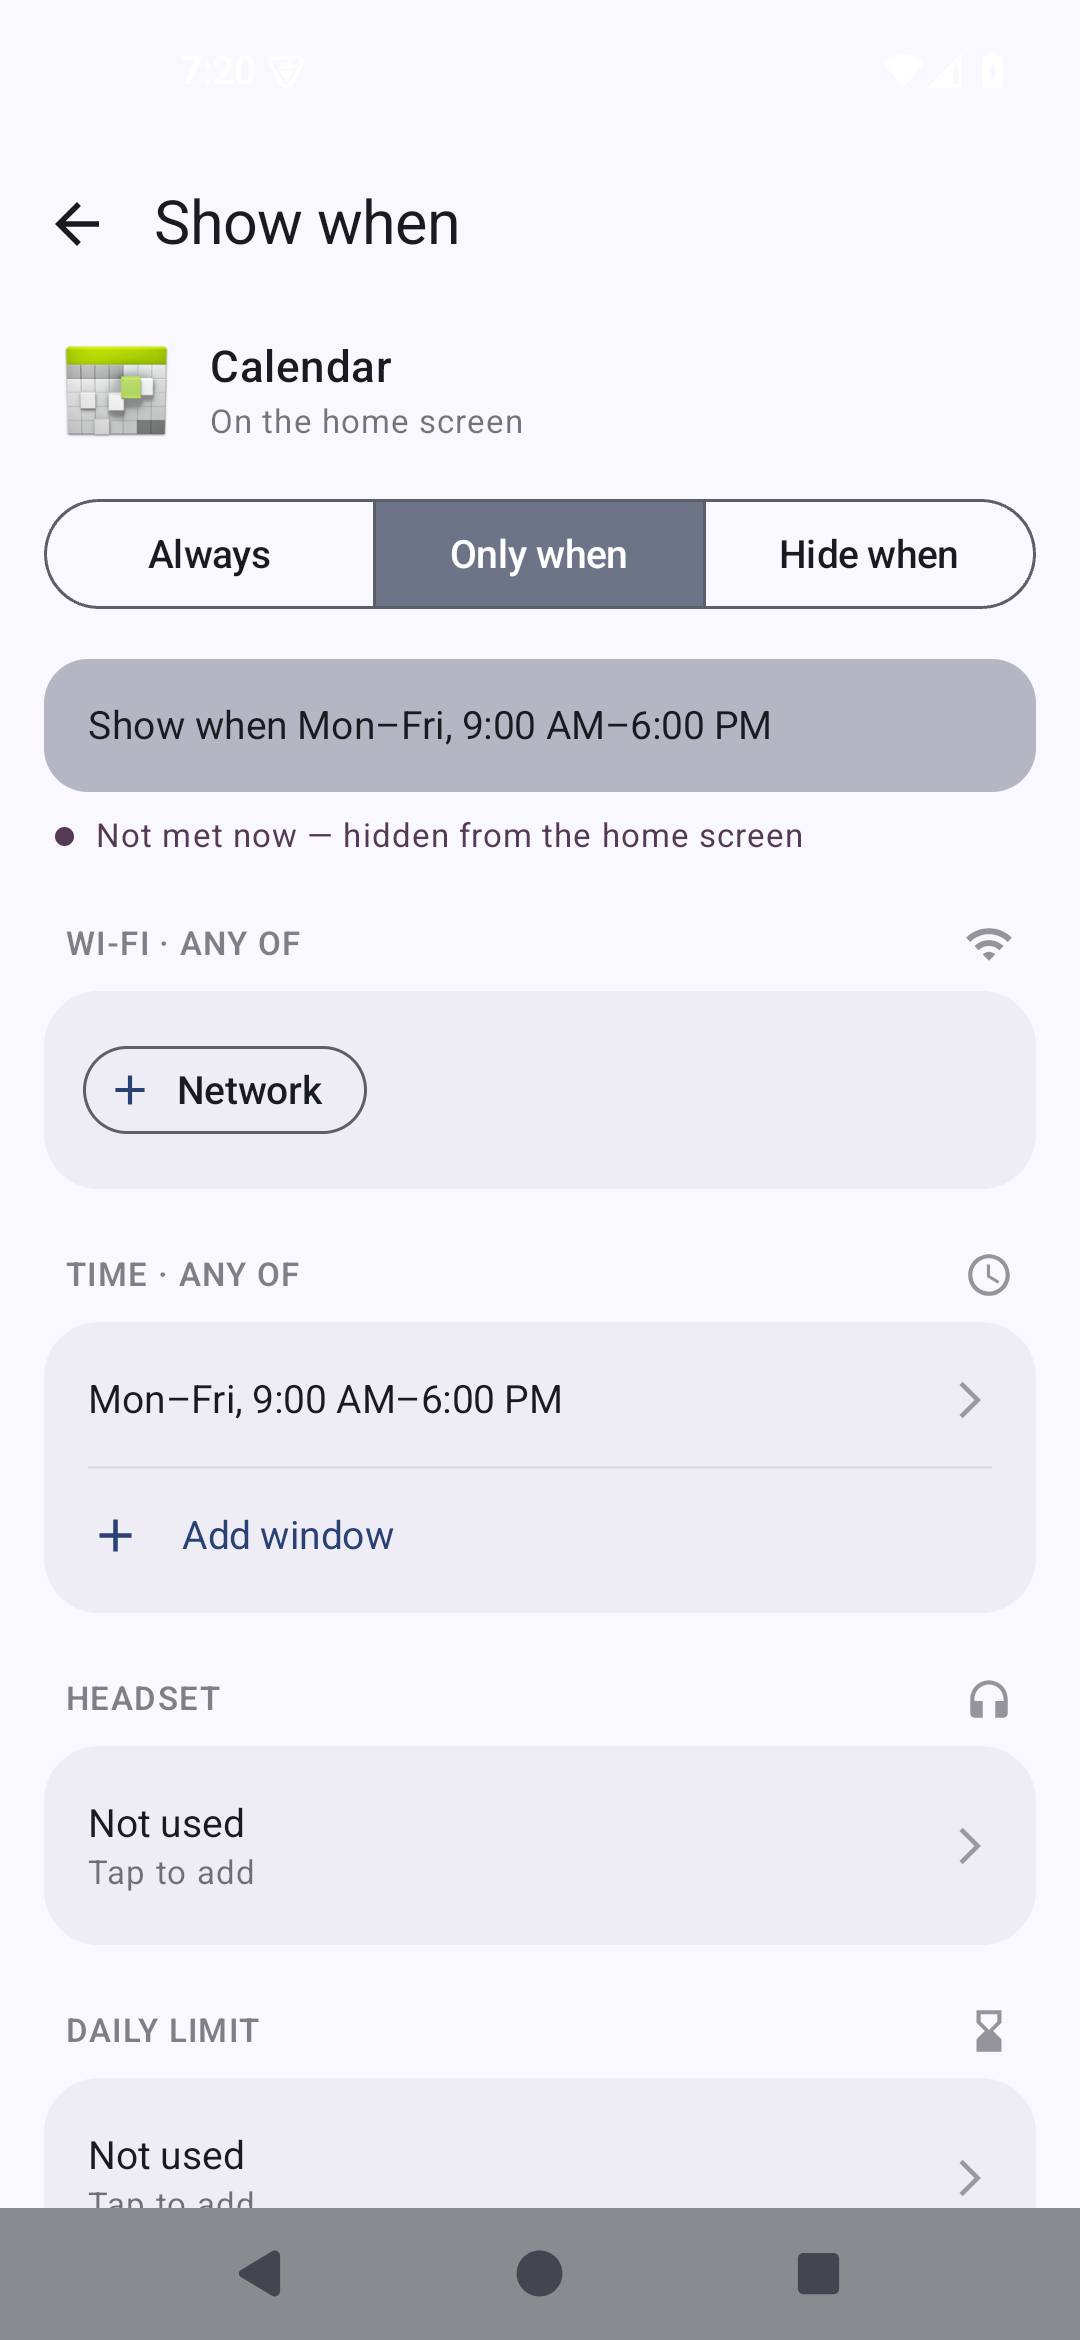 7:20
Show when
Calendar
On the home screen
Always
Only when
Hide when
Show when Mon–Fri, 9:00 AM–6:00 PM
Not met now — hidden from the home screen
WI-FI · ANY OF
Network
TIME · ANY OF
Mon–Fri, 9:00 AM–6:00 PM
Add window
HEADSET
Not used
Tap to add
DAILY LIMIT
Not used
Tap to add